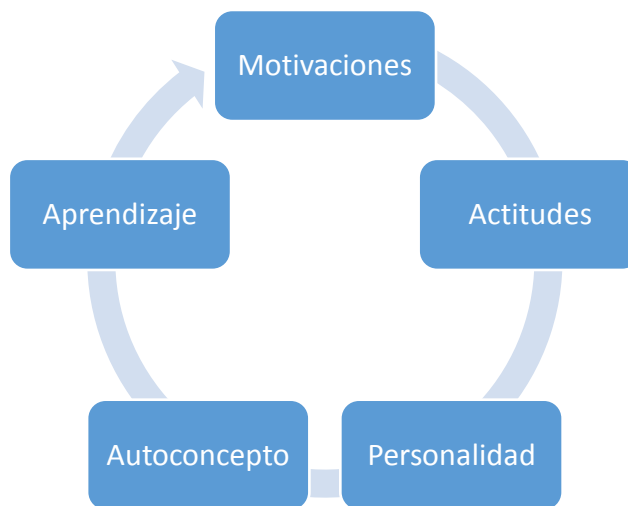 Motivaciones
Actitudes
Personalidad
Autoconcepto
Aprendizaje